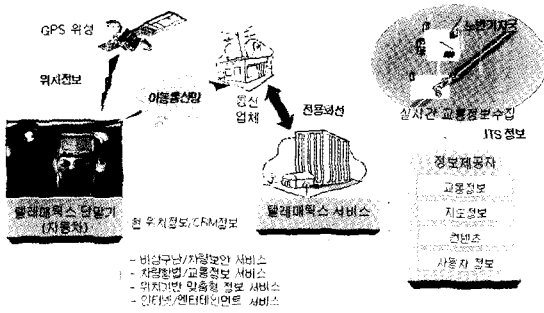 GPS 위성
노변기지국
위치정보
이동통신망
통신
업체
전용회선
실시간 교통정보수집
ITS 정보
정보제공자
교통정보
지도정보
컨텐츠
사용자 정보
텔레매틱스 단말기
(자동차)
현 위치정보/CRM정보
텔레매틱스 서비스
- 비상구난/차량보안 서비스
- 차량항법/교통정보 서비스
- 위치기반 맞춤형 정보 서비스
- 인터넷/엔터테인먼트 서비스